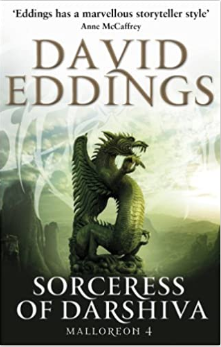 'Eddings has a marvellous storyteller style'
Anne McCaffrey
DAVID
EDDINGS
SORCERESS
OF DARSHIVA
MALLOREON 4